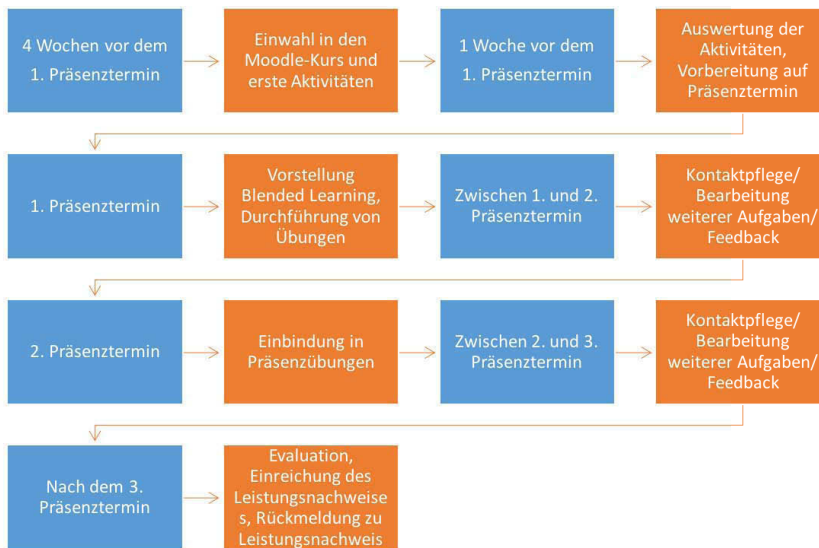 4 Wochen vor dem
1. Präsenztermin
Einwahl in den
Moodle-Kurs und
erste Aktivitäten
1 Woche vor dem
1. Präsenztermin
Auswertung der
Aktivitäten,
Vorbereitung auf
Präsenztermin
1. Präsenztermin
Vorstellung
Blended Learning,
Durchführung von
Übungen
Zwischen 1. und 2.
Präsenztermin
Kontaktpflege/
Bearbeitung
weiterer Aufgaben/
Feedback
2. Präsenztermin
Einbindung in
Präsenzübungen
Zwischen 2. und 3.
Präsenztermin
Kontaktpflege/
Bearbeitung
weiterer Aufgaben/
Feedback
Nach dem 3.
Präsenztermin
Evaluation,
Einreichung des
Leistungsnachweise
s, Rückmeldung zu
Leistungsnachweis